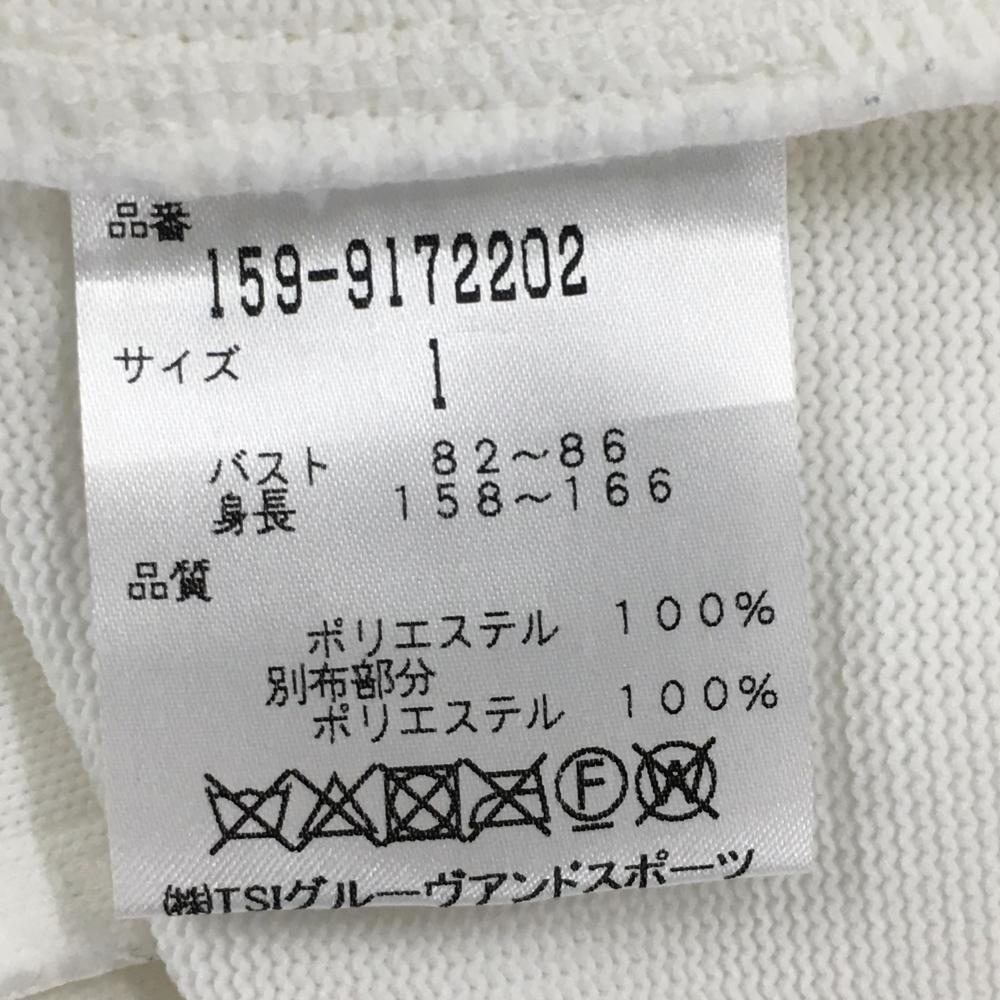 品番
159-9172202
サイズ 1
バスト 82～86
身長 158～166
品質
ポリエステル 100%
別布部分
ポリエステル 100%
F W
㈱TSIグルーヴアンドスポーツ